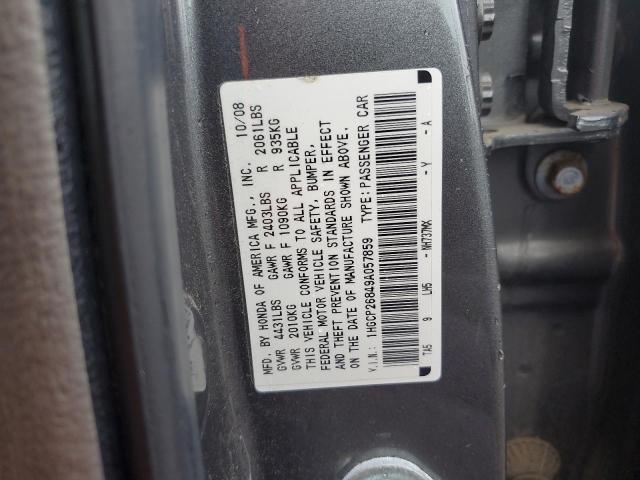 MFD. BY HONDA OF AMERICA MFG., INC. 10/08
GVWR 4431LBS GAWR F 2403LBS R 2061LBS
GVWR 2010KG GAWR F 1090KG R 935KG
THIS VEHICLE CONFORMS TO ALL APPLICABLE
FEDERAL MOTOR VEHICLE SAFETY, BUMPER,
AND THEFT PREVENTION STANDARDS IN EFFECT
ON THE DATE OF MANUFACTURE SHOWN ABOVE.
V.I.N.: 1HGCP26849A057859 TYPE: PASSENGER CAR
TA5 9 LH5 - NH737MX - Y - A